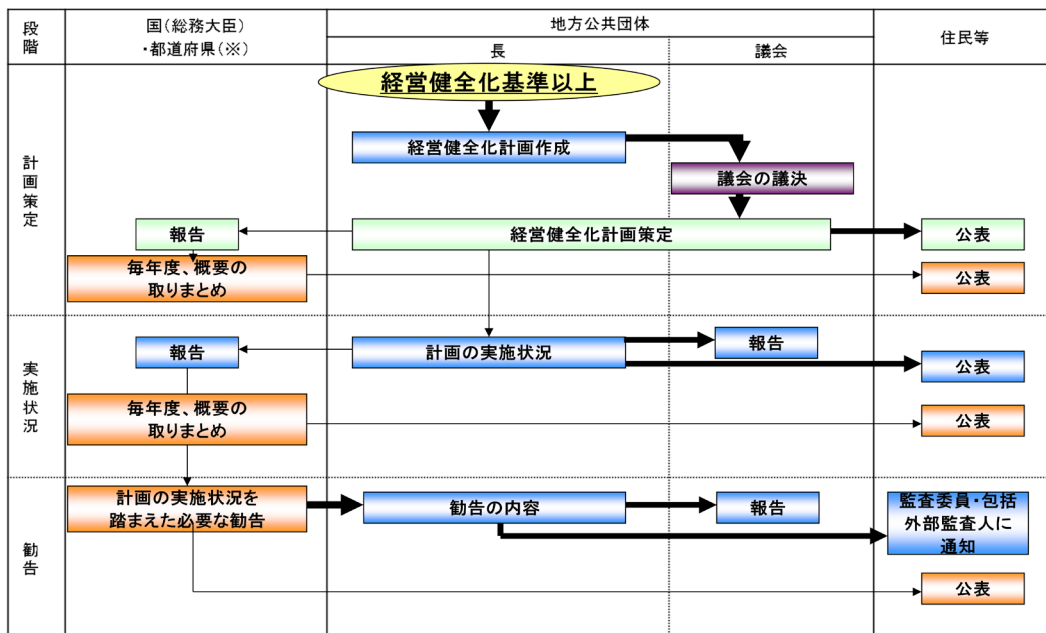 段
階
国(総務大臣)
・都道府県(※)
地方公共団体
長
議会
住民等
計
画
策
定
経営健全化基準以上
経営健全化計画作成
議会の議決
報告
経営健全化計画策定
公表
毎年度、概要の
取りまとめ
公表
実
施
状
況
報告
計画の実施状況
報告
公表
毎年度、概要の
取りまとめ
公表
勧
告
計画の実施状況を
踏まえた必要な勧告
勧告の内容
報告
監査委員・包括
外部監査人に
通知
公表